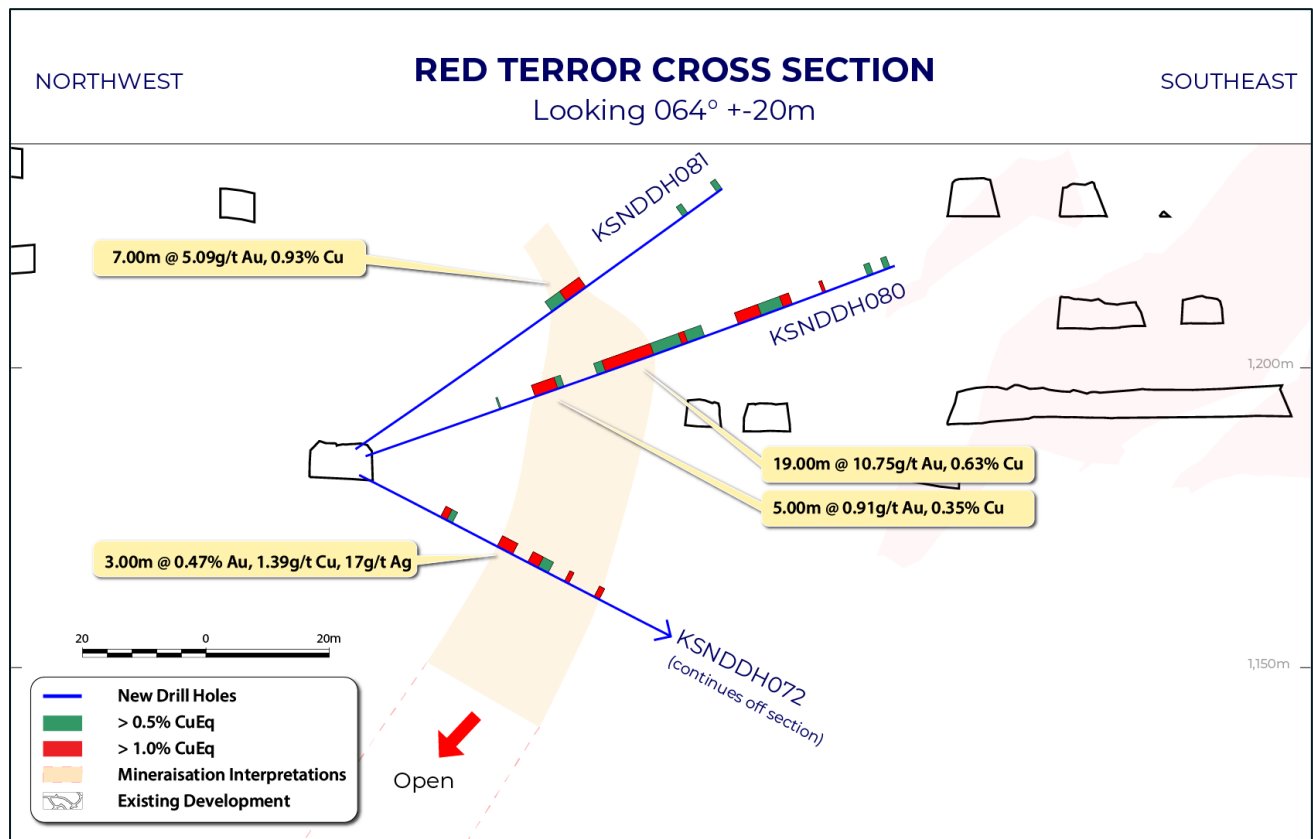 RED TERROR CROSS SECTION
NORTHWEST
SOUTHEAST
Looking 064° +-20m
KSNDDH081
7.00m @ 5.09g/t Au, 0.93% Cu
KSNDDH080
1,200m
19.00m @ 10.75g/t Au, 0.63% Cu
5.00m @ 0.91g/t Au, 0.35% Cu
3.00m @ 0.47% Au, 1.39g/t Cu, 17g/t Ag
20 0 20m
KSNDDH072
(continues off section)
1,150m
New Drill Holes
> 0.5% CuEq
> 1.0% CuEq
Mineraisation Interpretations
Existing Development
Open